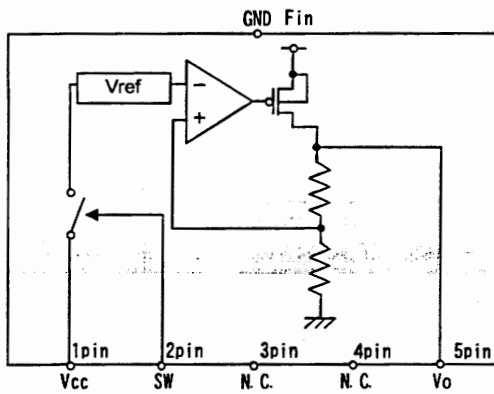 GND Fin
Vref
−
+
1pin 2pin 3pin 4pin 5pin
Vcc SW N.C. N.C. Vo